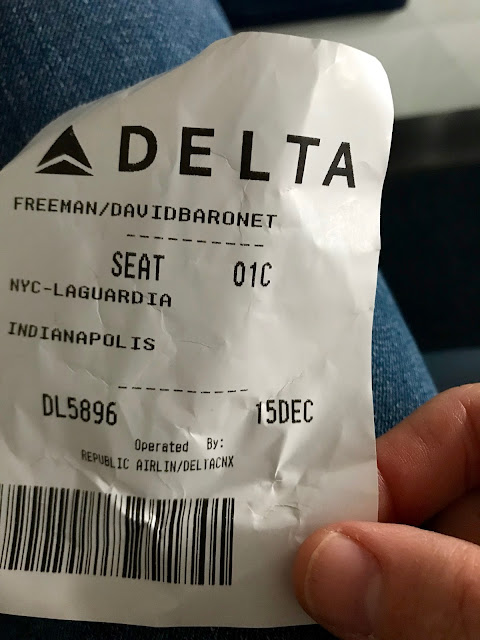 DELTA
FREEMAN/DAVIDBARONET
SEAT 01C
NYC-LAGUARDIA
INDIANAPOLIS
DL5896 15DEC
Operated By:
REPUBLIC AIRLIN/DELTACNX